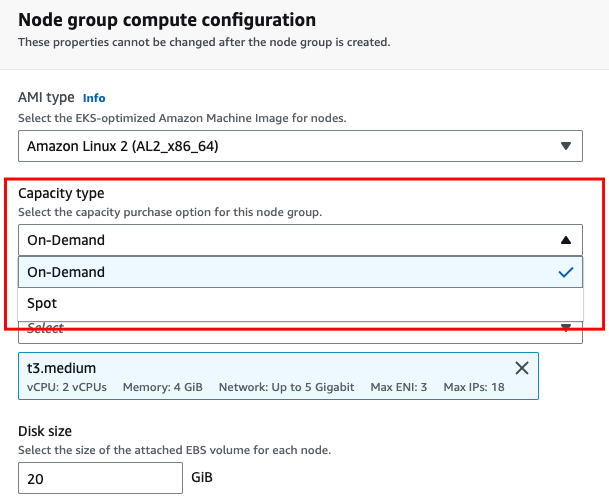 Node group compute configuration
These properties cannot be changed after the node group is created.
AMI type Info
Select the EKS-optimized Amazon Machine Image for nodes.
Amazon Linux 2 (AL2_x86_64)
Capacity type
Select the capacity purchase option for this node group.
On-Demand
On-Demand
Spot
Select
t3.medium
vCPU: 2 vCPUs Memory: 4 GiB Network: Up to 5 Gigabit Max ENI: 3 Max IPs: 18
Disk size
Select the size of the attached EBS volume for each node.
20 GiB